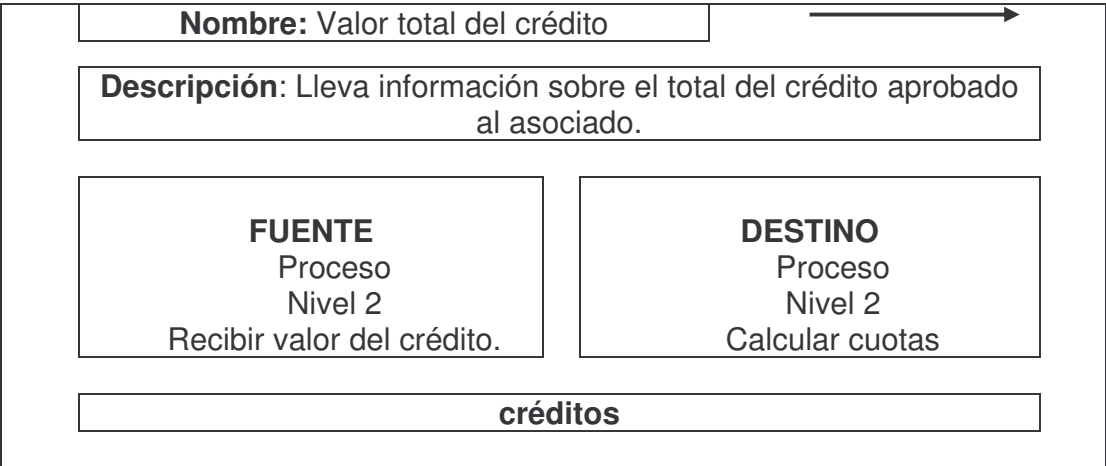 Nombre: Valor total del crédito
Descripción: Lleva información sobre el total del crédito aprobado
al asociado.
FUENTE
Proceso
Nivel 2
Recibir valor del crédito.
DESTINO
Proceso
Nivel 2
Calcular cuotas
créditos